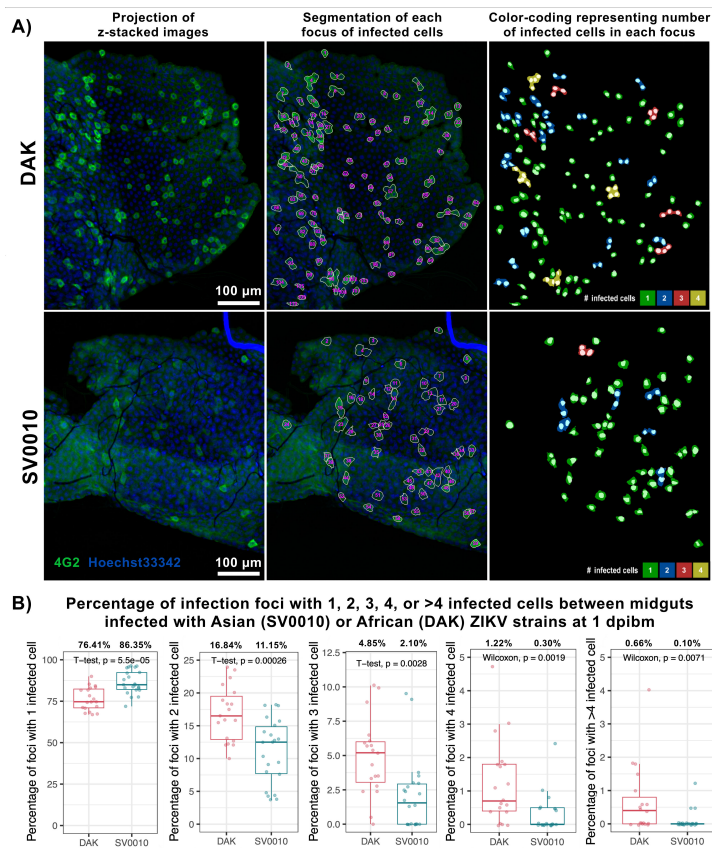 A)
Projection of
z-stacked images
Segmentation of each
focus of infected cells
Color-coding representing number
of infected cells in each focus
DAK
100 µm
# infected cells 1 2 3 4
SV0010
4G2 Hoechst33342
100 µm
# infected cells 1 2 3 4
B) Percentage of infection foci with 1, 2, 3, 4, or >4 infected cells between midguts
infected with Asian (SV0010) or African (DAK) ZIKV strains at 1 dpibm
Percentage of foci with 1 infected cell
76.41% 86.35%
T-test, p = 5.5e-05
100
75
50
25
0
DAK SV0010
Percentage of foci with 2 infected cell
16.84% 11.15%
T-test, p = 0.00026
25
20
15
10
5
0
DAK SV0010
Percentage of foci with 3 infected cell
4.85% 2.10%
T-test, p = 0.0028
12.5
10.0
7.5
5.0
2.5
0.0
DAK SV0010
Percentage of foci with 4 infected cell
1.22% 0.30%
Wilcoxon, p = 0.0019
5
4
3
2
1
0
DAK SV0010
Percentage of foci with >4 infected cell
0.66% 0.10%
Wilcoxon, p = 0.0071
5
4
3
2
1
0
DAK SV0010